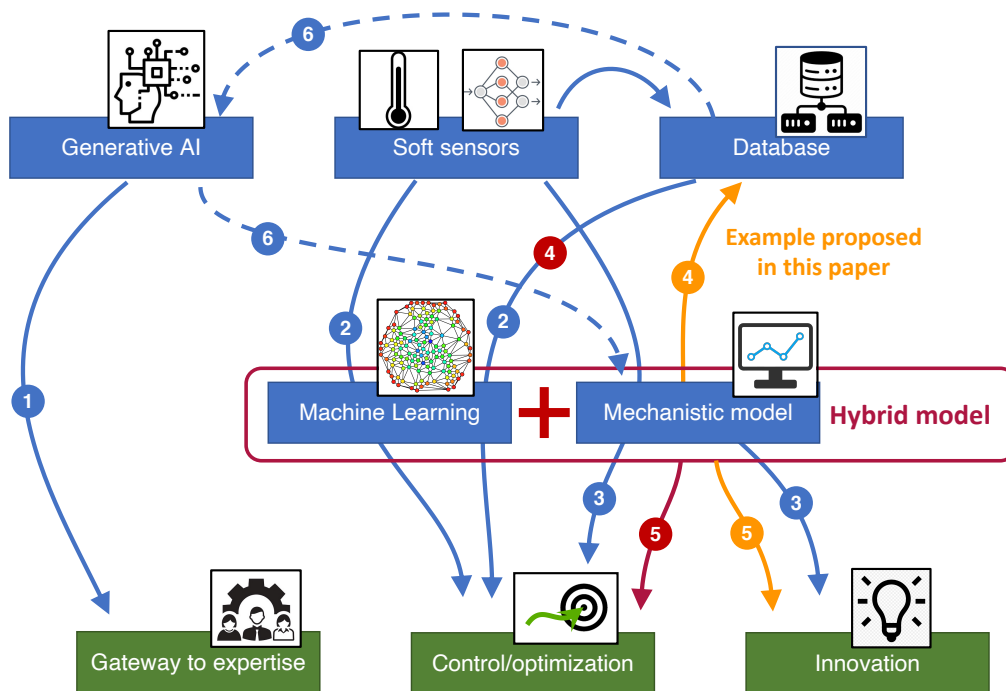 6
Generative AI
Soft sensors
Database
6
4
Example proposed
in this paper
4
2
2
1
Machine Learning
+
Mechanistic model
Hybrid model
3
3
5
5
Gateway to expertise
Control/optimization
Innovation